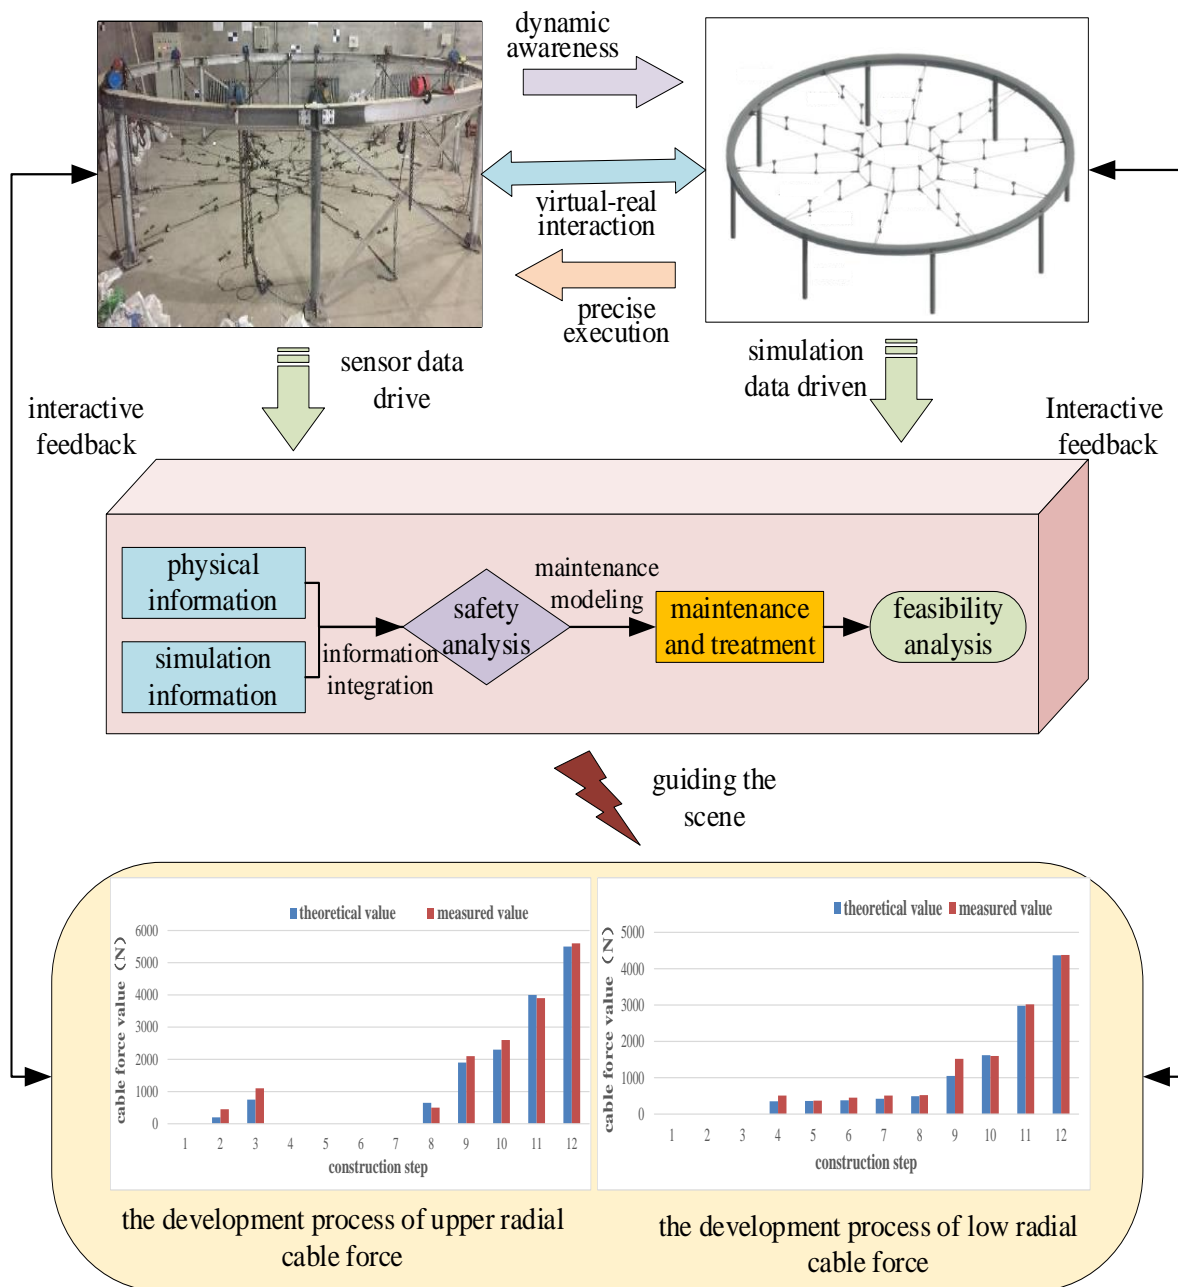 dynamic
awareness
virtual-real
interaction
precise
execution
sensor data
drive
simulation
data driven
interactive
feedback
Interactive
feedback
physical
information
simulation
information
information
integration
safety
analysis
maintenance
modeling
maintenance
and treatment
feasibility
analysis
guiding the
scene
theoretical value measured value
cable force value（N）
6000
5000
4000
3000
2000
1000
0
1 2 3 4 5 6 7 8 9 10 11 12
construction step
the development process of upper radial
cable force
theoretical value measured value
cable force value（N）
5000
4000
3000
2000
1000
0
1 2 3 4 5 6 7 8 9 10 11 12
construction step
the development process of low radial
cable force